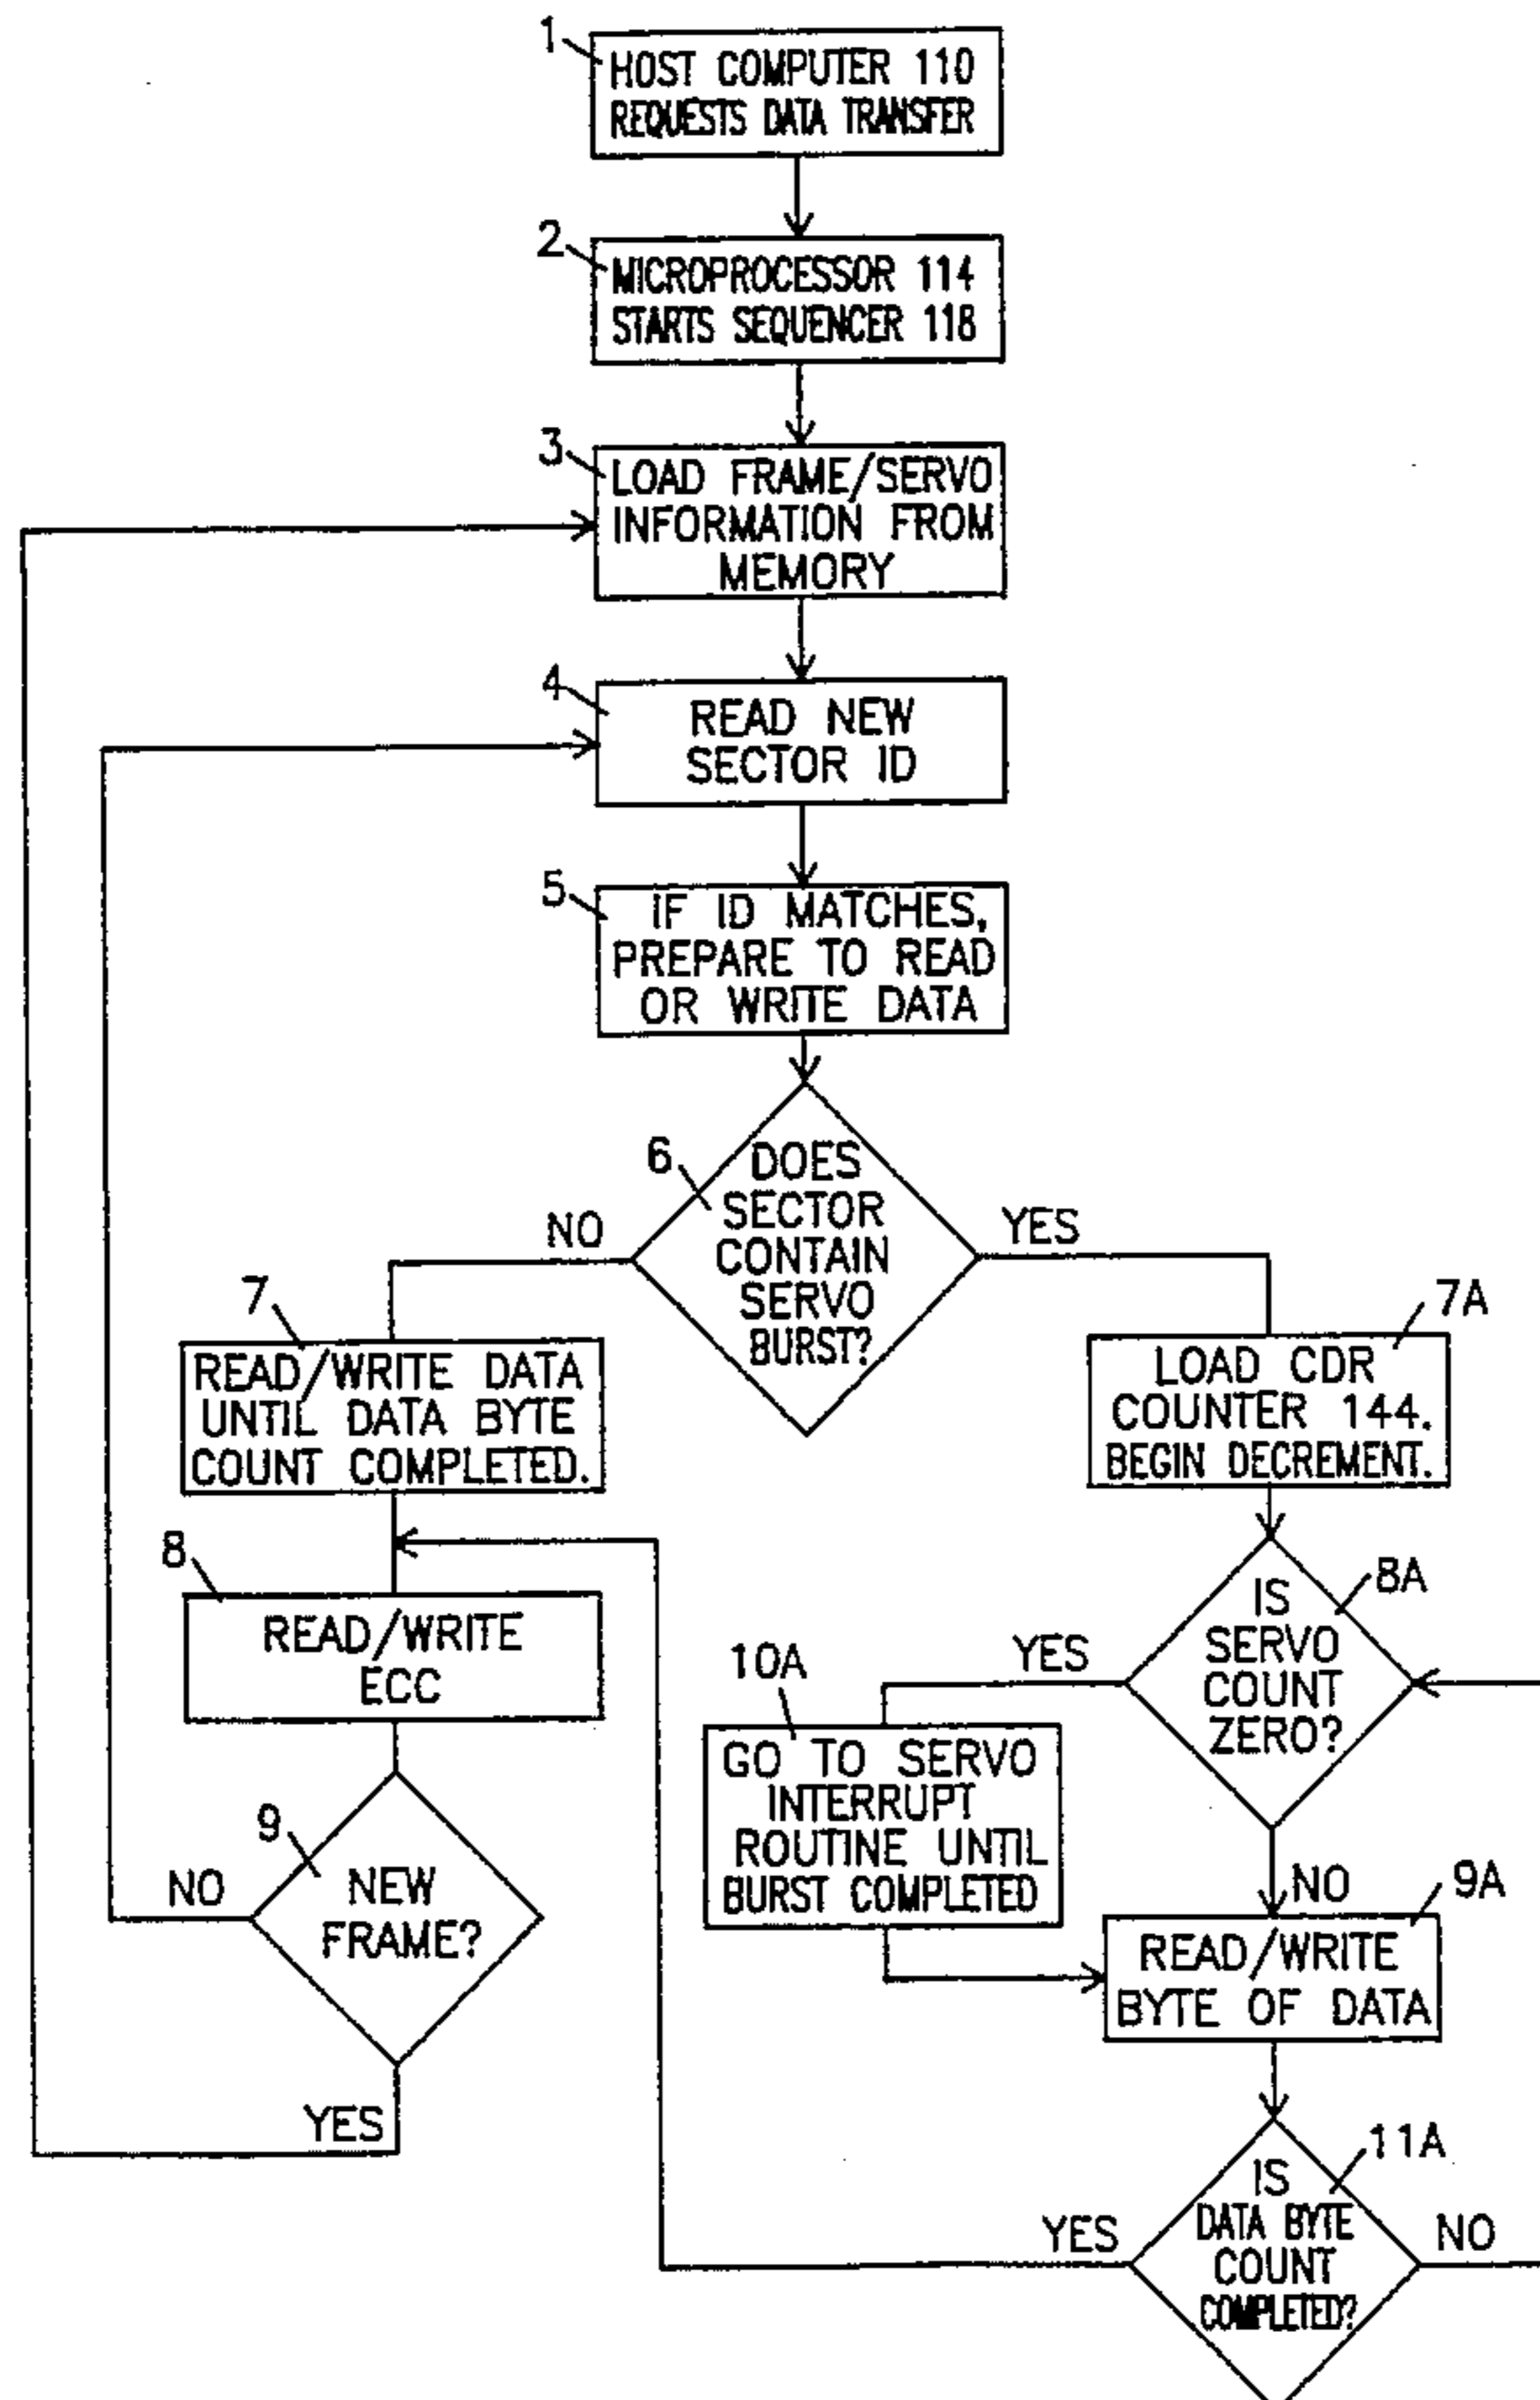 1
HOST COMPUTER 110
REQUESTS DATA TRANSFER
2
MICROPROCESSOR 114
STARTS SEQUENCER 118
3
LOAD FRAME/SERVO
INFORMATION FROM
MEMORY
4
READ NEW
SECTOR ID
5
IF ID MATCHES,
PREPARE TO READ
OR WRITE DATA
6
DOES
SECTOR
CONTAIN
SERVO
BURST?
NO
YES
7
READ/WRITE DATA
UNTIL DATA BYTE
COUNT COMPLETED.
7A
LOAD CDR
COUNTER 144.
BEGIN DECREMENT.
8
READ/WRITE
ECC
8A
IS
SERVO
COUNT
ZERO?
YES
NO
10A
GO TO SERVO
INTERRUPT
ROUTINE UNTIL
BURST COMPLETED
9
NEW
FRAME?
NO
YES
9A
READ/WRITE
BYTE OF DATA
11A
IS
DATA BYTE
COUNT
COMPLETED?
YES
NO